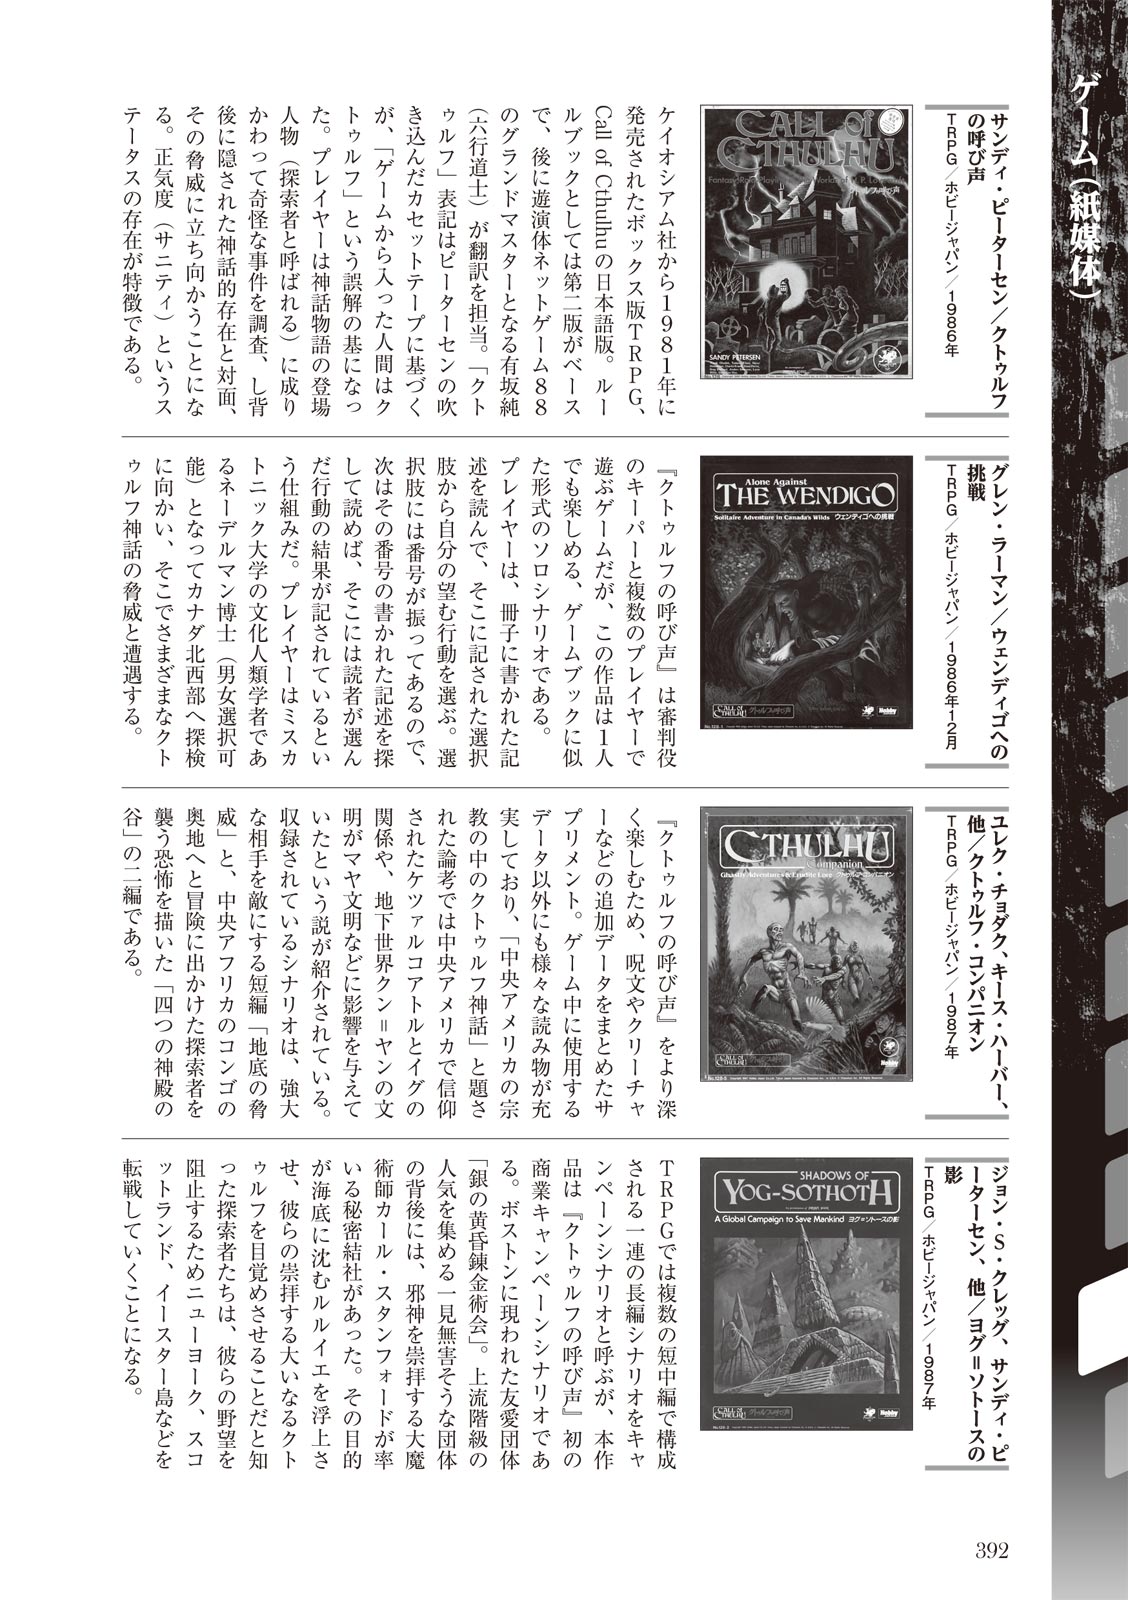 ゲーム(紙媒体)
サンディ・ピーターセン/クトゥルフ
の呼び声
TRPG/ホビージャパン/1986年
CALL of
CTHULHU
クトゥルフの呼び声
SANDY PETERSEN
ケイオシアム社から1981年に
発売されたボックス版TRPG、
Call of Cthulhuの日本語版。ルー
ルブックとしては第二版がベース
で、後に遊演体ネットゲーム88
のグランドマスターとなる有坂純
(六行道士)が翻訳を担当。「クト
ゥルフ」表記はピーターセンの吹
き込んだカセットテープに基づく
が、「ゲームから入った人間はク
トゥルフ」という誤解の基になっ
た。プレイヤーは神話物語の登場
人物(探索者と呼ばれる)に成り
かわって奇怪な事件を調査、し背
後に隠された神話的存在と対面、
その脅威に立ち向かうことにな
る。正気度(サニティ)というス
テータスの存在が特徴である。
グレン・ラーマン/ウェンディゴへの
挑戦
TRPG/ホビージャパン/1986年12月
Alone Against
THE WENDIGO
Solitaire Adventure in Canada's Wilds ウェンディゴへの挑戦
CALL of
CTHULHU
クトゥルフの呼び声
Hobby
『クトゥルフの呼び声』は審判役
のキーパーと複数のプレイヤーで
遊ぶゲームだが、この作品は1人
でも楽しめる、ゲームブックに似
た形式のソロシナリオである。
プレイヤーは、冊子に書かれた記
述を読んで、そこに記された選択
肢から自分の望む行動を選ぶ。選
択肢には番号が振ってあるので、
次はその番号の書かれた記述を探
して読めば、そこには読者が選ん
だ行動の結果が記されているとい
う仕組みだ。プレイヤーはミスカ
トニック大学の文化人類学者であ
るネーデルマン博士(男女選択可
能)となってカナダ北西部へ探検
に向かい、そこでさまざまなクト
ゥルフ神話の脅威と遭遇する。
ユレク・チョダク、キース・ハーバー、
他/クトゥルフ・コンパニオン
TRPG/ホビージャパン/1987年
CTHULHU
Companion
Ghastly Adventures & Erudite Lore クトゥルフ・コンパニオン
CALL of
CTHULHU
Hobby
『クトゥルフの呼び声』をより深
く楽しむため、呪文やクリーチャ
ーなどの追加データをまとめたサ
プリメント。ゲーム中に使用する
データ以外にも様々な読み物が充
実しており、「中央アメリカの宗
教の中のクトゥルフ神話」と題さ
れた論考では中央アメリカで信仰
されたケツァルコアトルとイグの
関係や、地下世界クン=ヤンの文
明がマヤ文明などに影響を与えて
いたという説が紹介されている。
収録されているシナリオは、強大
な相手を敵にする短編「地底の脅
威」と、中央アフリカのコンゴの
奥地へと冒険に出かけた探索者を
襲う恐怖を描いた「四つの神殿の
谷」の二編である。
ジョン・S・クレッグ、サンディ・ピ
ーターセン、他/ヨグ=ソトースの
影
TRPG/ホビージャパン/1987年
SHADOWS OF
YOG-SOTHOTH
A Global Campaign to Save Mankind ヨグ=ソトースの影
CALL of
CTHULHU
クトゥルフの呼び声
Hobby
TRPGでは複数の短中編で構成
される一連の長編シナリオをキャ
ンペーンシナリオと呼ぶが、本作
品は『クトゥルフの呼び声』初の
商業キャンペーンシナリオであ
る。ボストンに現われた友愛団体
「銀の黄昏錬金術会」。上流階級の
人気を集める一見無害そうな団体
の背後には、邪神を崇拝する大魔
術師カール・スタンフォードが率
いる秘密結社があった。その目的
が海底に沈むルルイエを浮上さ
せ、彼らの崇拝する大いなるクト
ゥルフを目覚めさせることだと知
った探索者たちは、彼らの野望を
阻止するためニューヨーク、スコ
ットランド、イースター島などを
転戦していくことになる。
392